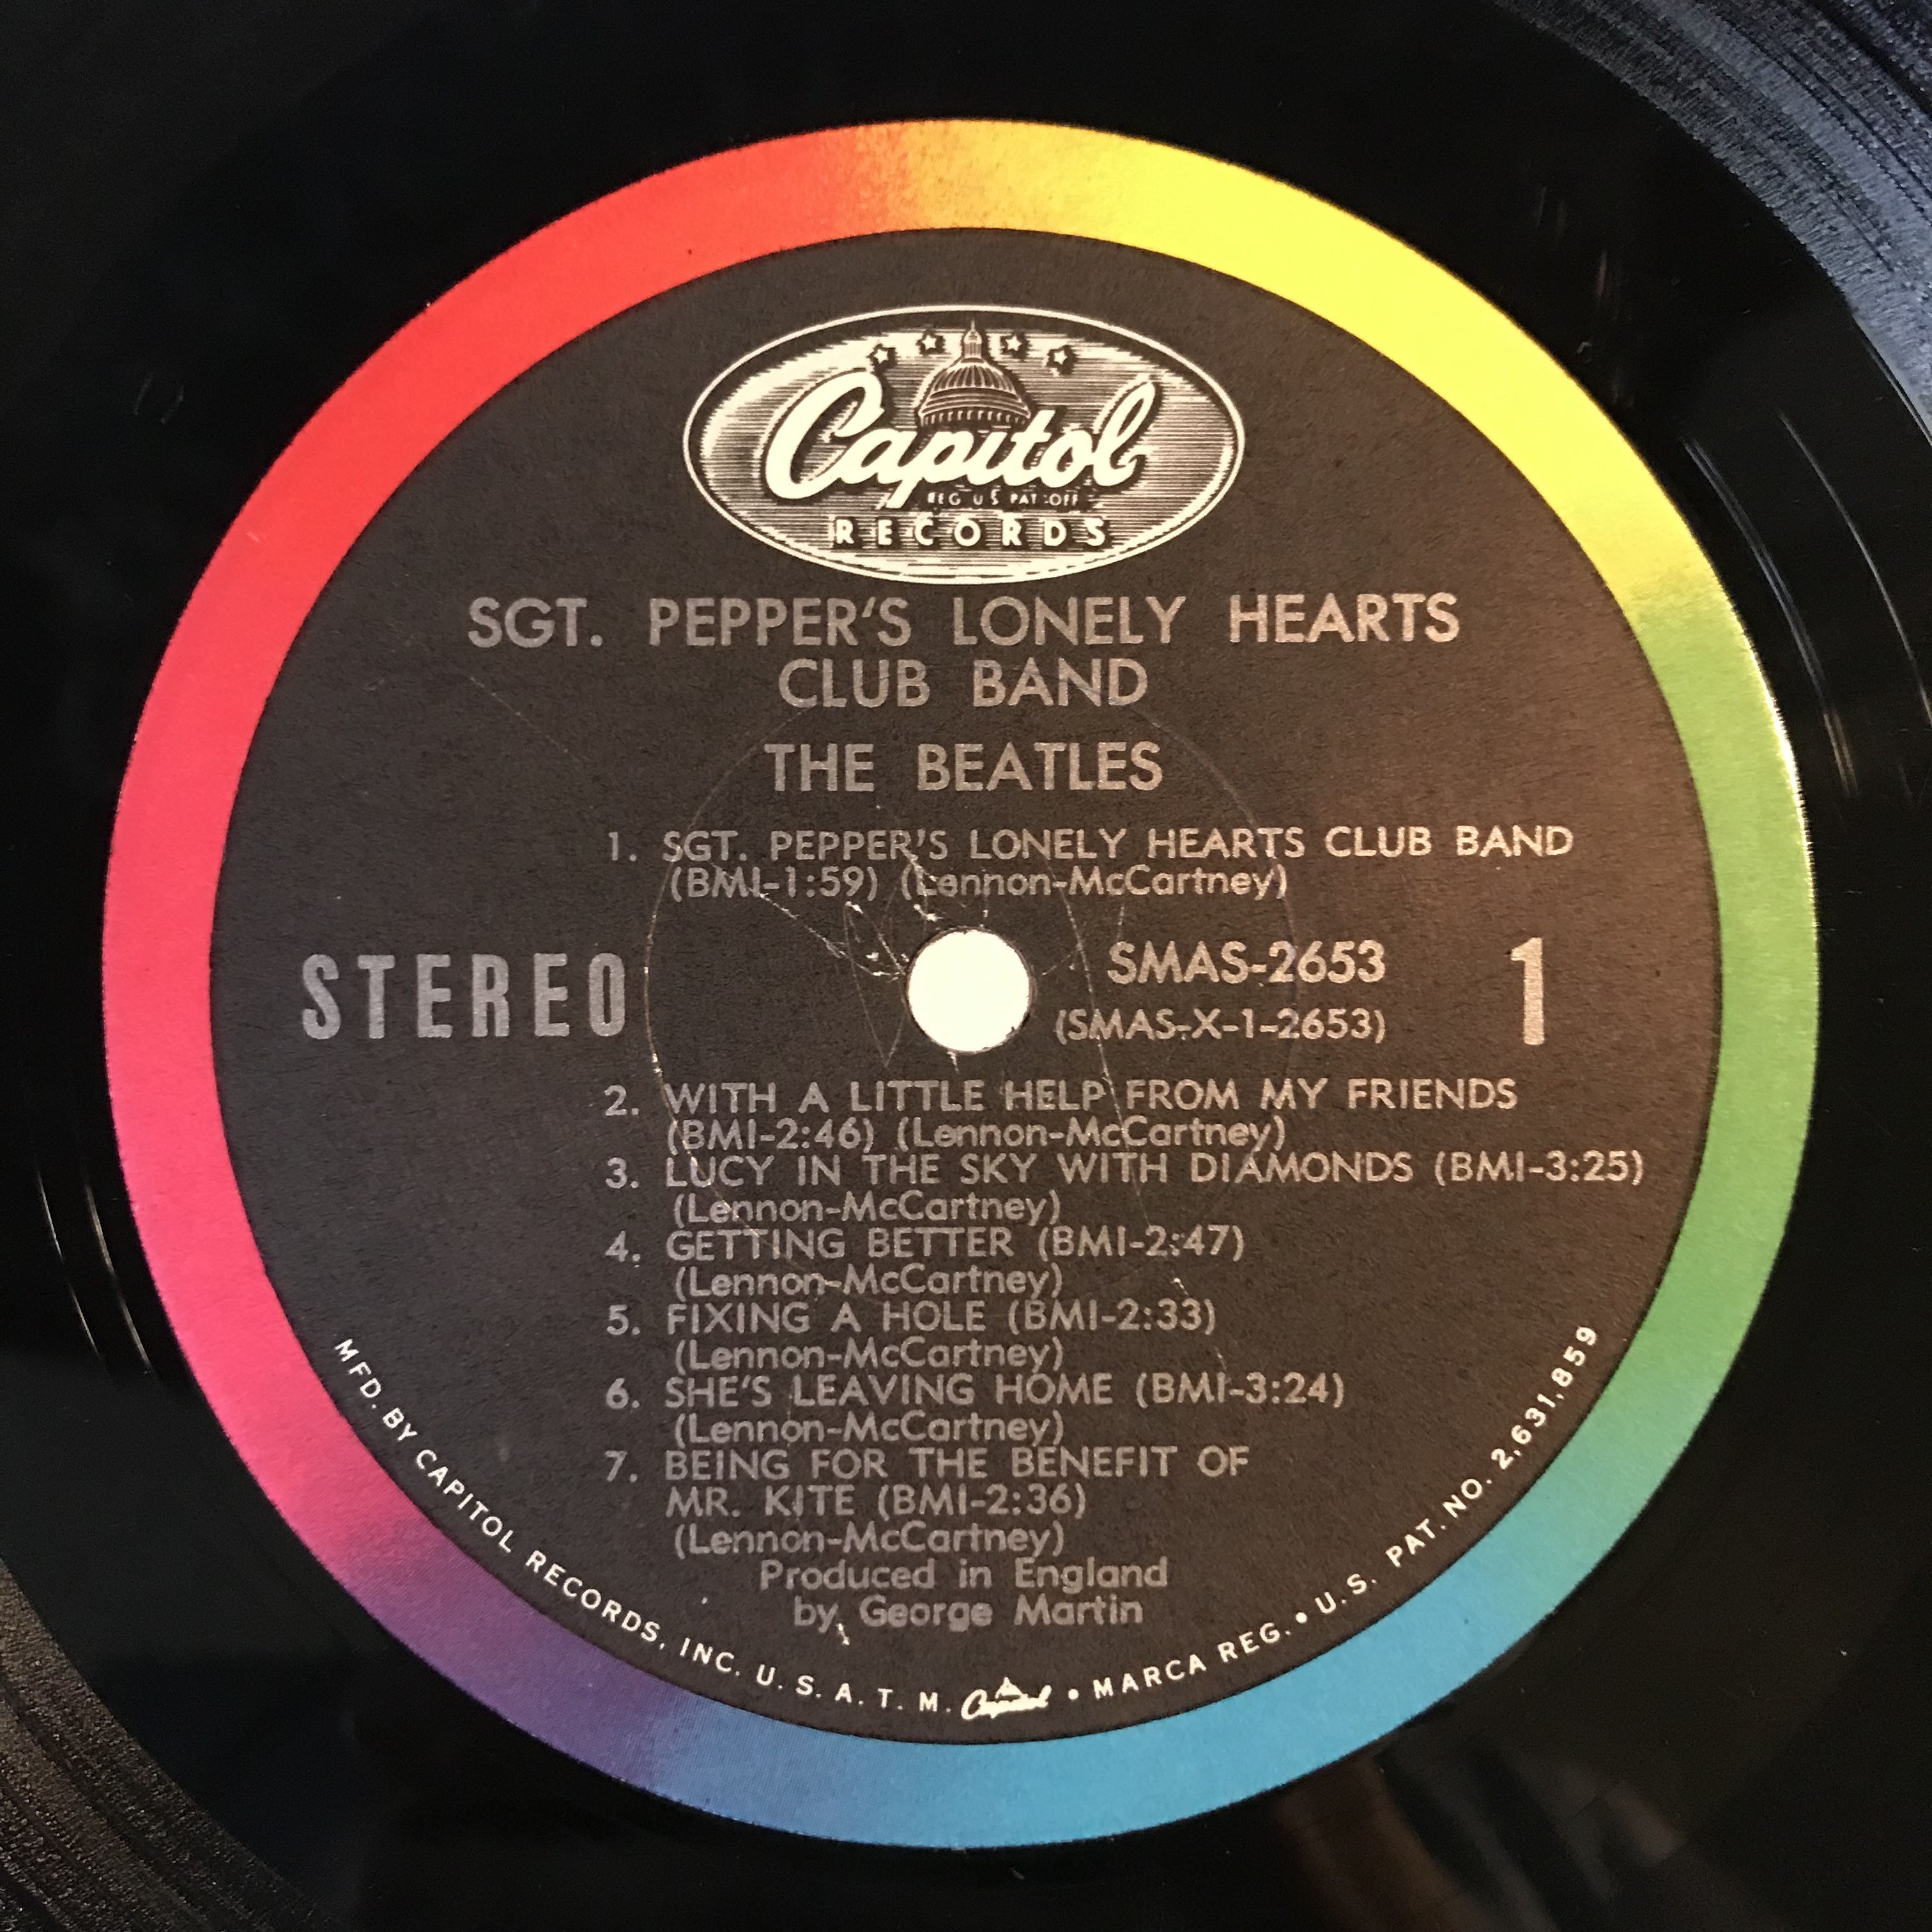 Capitol
REG U S PAT OFF
RECORDS
SGT. PEPPER'S LONELY HEARTS
CLUB BAND
THE BEATLES
1. SGT. PEPPER'S LONELY HEARTS CLUB BAND
(BMI-1:59) (Lennon-McCartney)
STEREO
SMAS-2653
(SMAS-X-1-2653)
1
2. WITH A LITTLE HELP FROM MY FRIENDS
(BMI-2:46) (Lennon-McCartney)
3. LUCY IN THE SKY WITH DIAMONDS (BMI-3:25)
(Lennon-McCartney)
4. GETTING BETTER (BMI-2:47)
(Lennon-McCartney)
5. FIXING A HOLE (BMI-2:33)
(Lennon-McCartney)
6. SHE'S LEAVING HOME (BMI-3:24)
(Lennon-McCartney)
7. BEING FOR THE BENEFIT OF
MR. KITE (BMI-2:36)
(Lennon-McCartney)
Produced in England
by George Martin
MFD. BY CAPITOL RECORDS, INC. U. S. A. T. M. Capitol • MARCA REG. • U.S. PAT. NO. 2,631,859